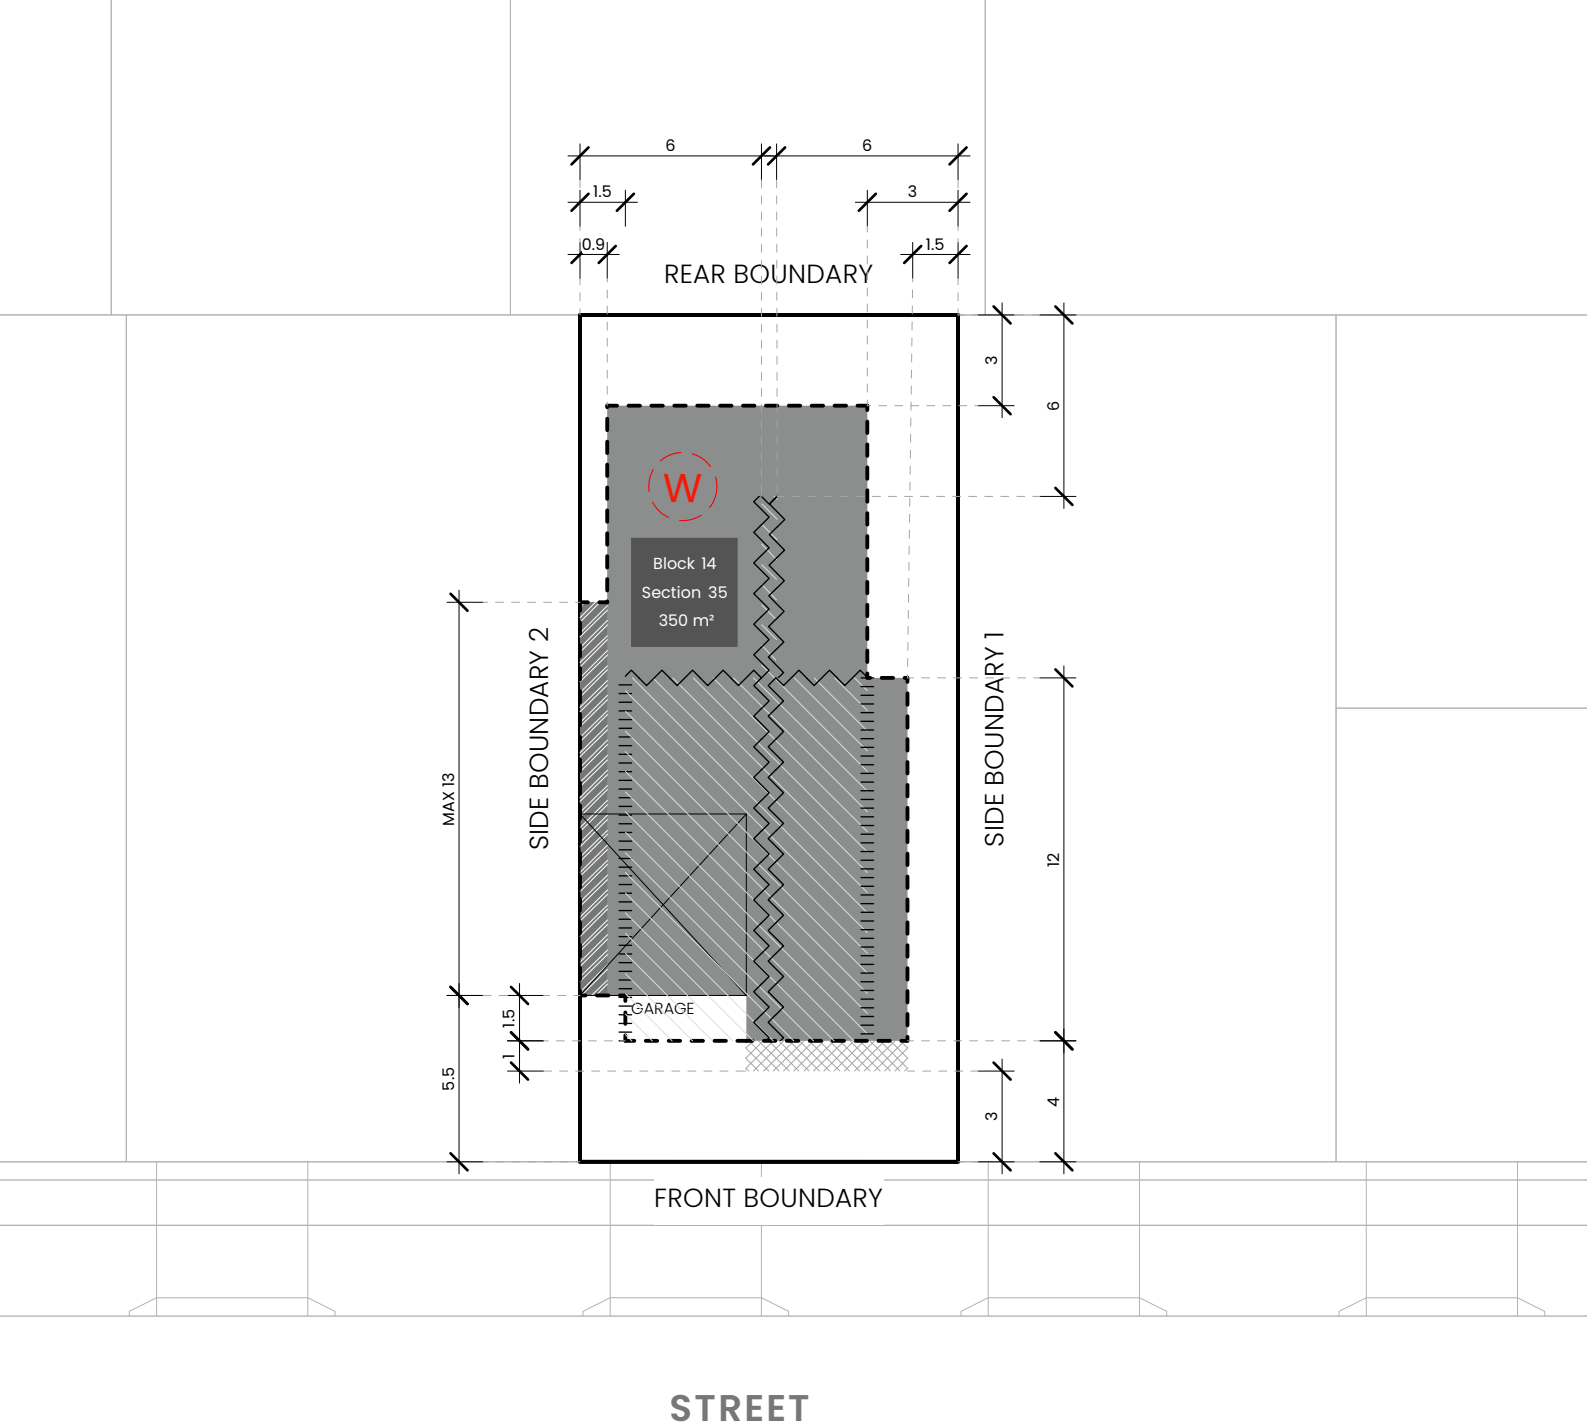 6
6
1.5
3
0.9
1.5
REAR BOUNDARY
3
6
W
Block 14
Section 35
350 m²
SIDE BOUNDARY 2
SIDE BOUNDARY 1
MAX 13
12
GARAGE
1.5
1
5.5
3
4
FRONT BOUNDARY
STREET